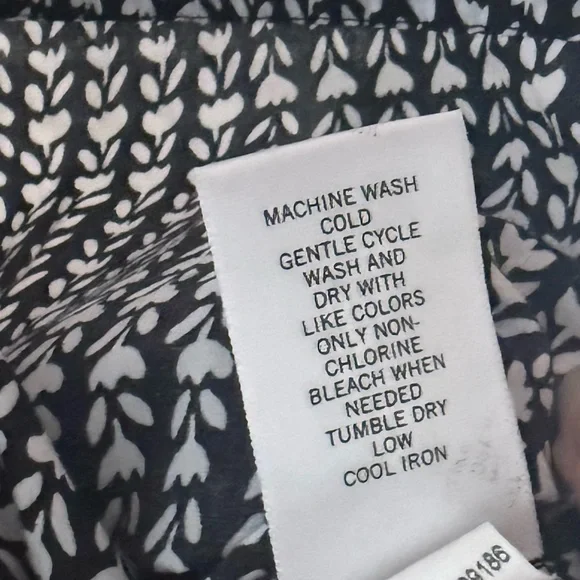 MACHINE WASH
COLD
GENTLE CYCLE
WASH AND
DRY WITH
LIKE COLORS
ONLY NON-
CHLORINE
BLEACH WHEN
NEEDED
TUMBLE DRY
LOW
COOL IRON